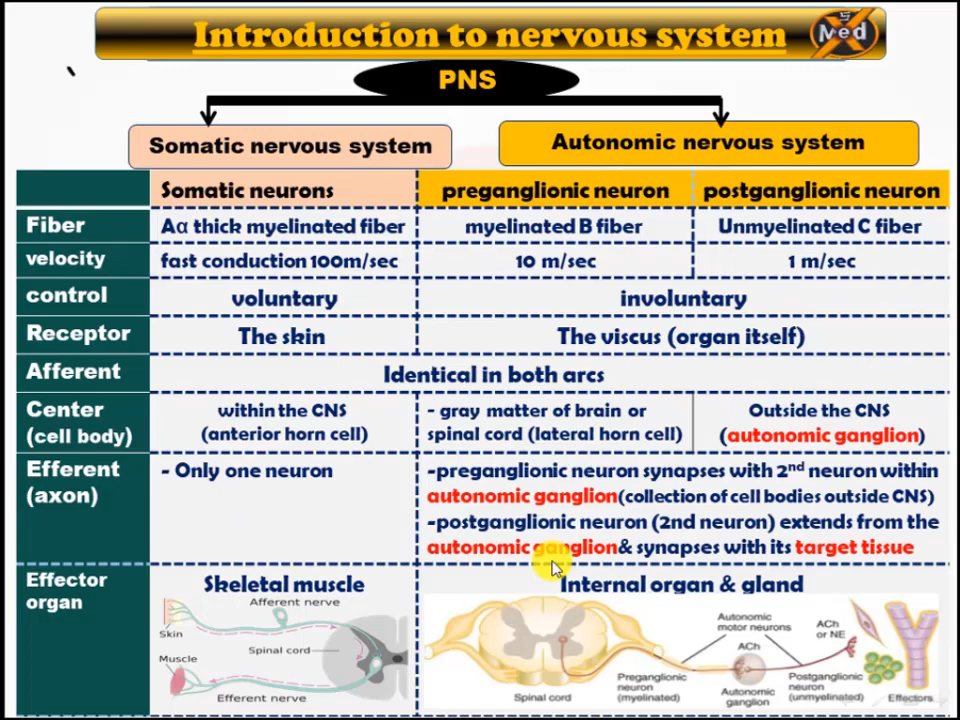 Introduction to nervous system
Med
PNS
Somatic nervous system
Autonomic nervous system
Somatic neurons
preganglionic neuron
postganglionic neuron
Fiber
Aα thick myelinated fiber
myelinated B fiber
Unmyelinated C fiber
velocity
fast conduction 100m/sec
10 m/sec
1 m/sec
control
voluntary
involuntary
Receptor
The skin
The viscus (organ itself)
Afferent
Identical in both arcs
Center
(cell body)
within the CNS
(anterior horn cell)
- gray matter of brain or
spinal cord (lateral horn cell)
Outside the CNS
(autonomic ganglion)
Efferent
(axon)
- Only one neuron
-preganglionic neuron synapses with 2nd neuron within
autonomic ganglion(collection of cell bodies outside CNS)
-postganglionic neuron (2nd neuron) extends from the
autonomic ganglion& synapses with its target tissue
Effector
organ
Skeletal muscle
Afferent nerve
Skin
Spinal cord
Muscle
Efferent nerve
Internal organ & gland
Autonomic
motor neurons
ACh
or NE
ACh
Spinal cord
Preganglionic
neuron
(myelinated)
Autonomic
ganglion
Postganglionic
neuron
(unmyelinated)
Effectors